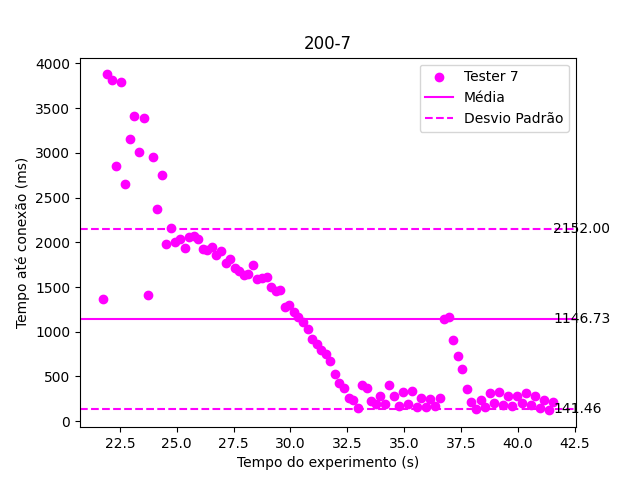 200-7
Tempo até conexão (ms)
4000
3500
3000
2500
2000
1500
1000
500
0
Tester 7
Média
Desvio Padrão
2152.00
1146.73
141.46
22.5 25.0 27.5 30.0 32.5 35.0 37.5 40.0 42.5
Tempo do experimento (s)